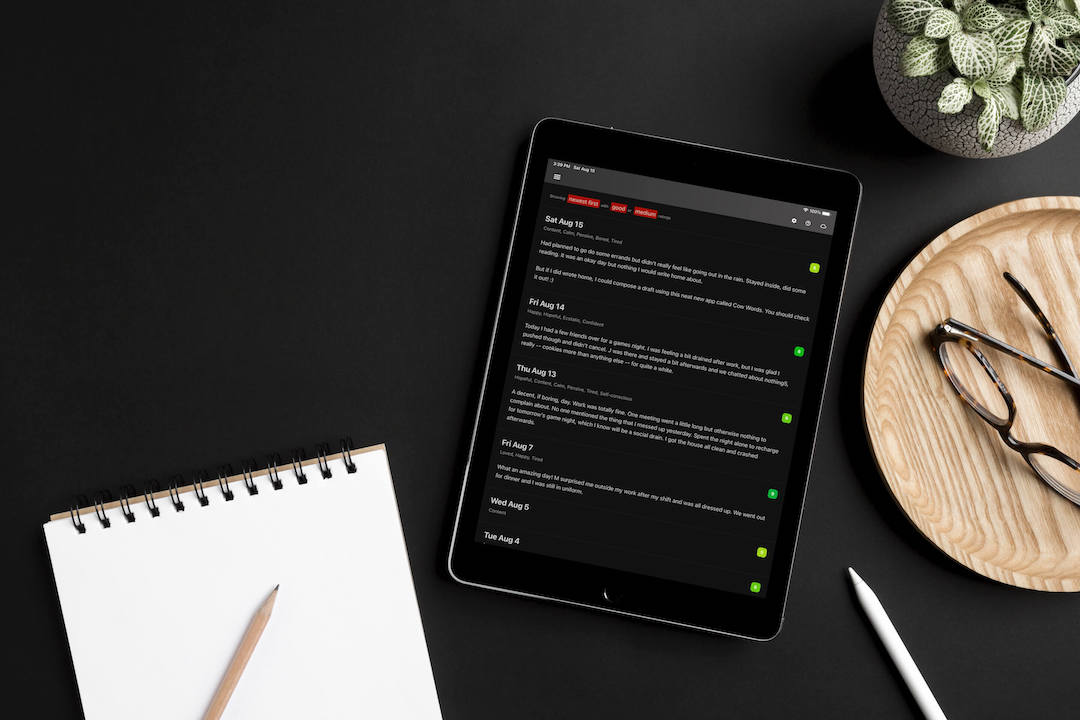 3:29 PM Sat Aug 15
100%
Showing newest first with good or medium ratings
Sat Aug 15
Content, Calm, Pensive, Bored, Tired
Had planned to go do some errands but didn't really feel like going out in the rain. Stayed inside, did some
reading. It was an okay day but nothing I would write home about.
But if I did wrote home, I could compose a draft using this neat new app called Cow Words. You should check
it out! :)
Fri Aug 14
Happy, Hopeful, Ecstatic, Confident
Today I had a few friends over for a games night. I was feeling a bit drained after work, but I was glad I
pushed though and didn't cancel. J was there and stayed a bit afterwards and we chatted about nothing5,
really -- cookies more than anything else -- for quite a while.
Thu Aug 13
Hopeful, Content, Calm, Pensive, Tired, Self-conscious
A decent, if boring, day. Work was totally fine. One meeting went a little long but otherwise nothing to
complain about. No one mentioned the thing that I messed up yesterday. Spent the night alone to recharge
for tomorrow's game night, which I know will be a social drain. I got the house all clean and crashed
afterwards.
Fri Aug 7
Loved, Happy, Tired
What an amazing day! M surprised me outside my work after my shift and was all dressed up. We went out
for dinner and I was still in uniform.
Wed Aug 5
Content
Tue Aug 4